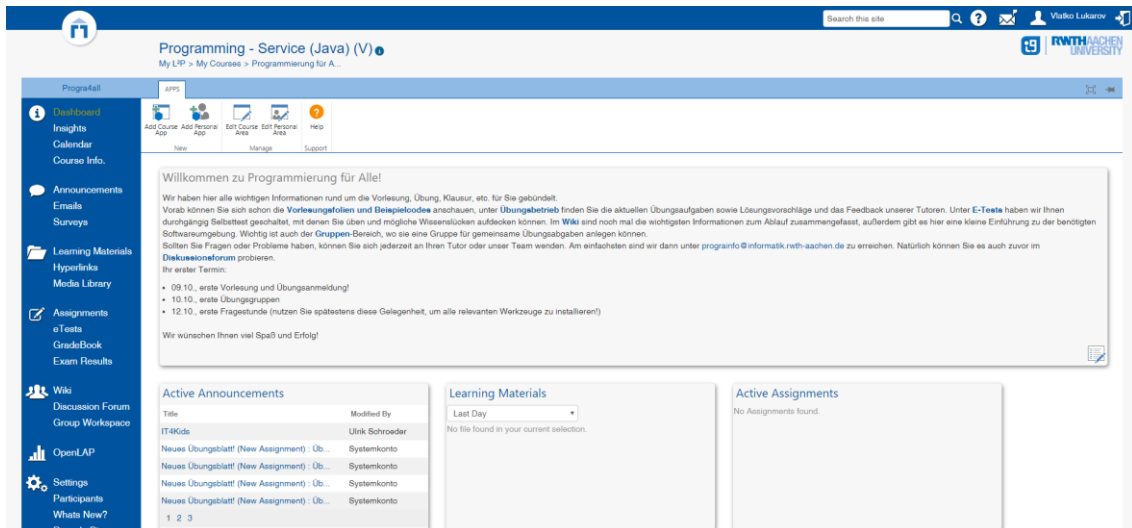 Search this site
Vlatko Lukarov
Programming - Service (Java) (V)
My L²P > My Courses > Programmierung für A...
RWTHAACHEN
UNIVERSITY
Progra4all
APPS
Dashboard
Insights
Calendar
Course Info.
Announcements
Emails
Surveys
Learning Materials
Hyperlinks
Media Library
Assignments
eTests
GradeBook
Exam Results
Wiki
Discussion Forum
Group Workspace
OpenLAP
Settings
Participants
Whats New?
Add Course App
Add Personal App
Edit Course Area
Edit Personal Area
Help
New
Manage
Support
Willkommen zu Programmierung für Alle!
Wir haben hier alle wichtigen Informationen rund um die Vorlesung, Übung, Klausur, etc. für Sie gebündelt.
Vorab können Sie sich schon die Vorlesungsfolien und Beispielcodes anschauen, unter Übungsbetrieb finden Sie die aktuellen Übungsaufgaben sowie Lösungsvorschläge und das Feedback unserer Tutoren. Unter E-Tests haben wir Ihnen
durchgängig Selbsttest geschaltet, mit denen Sie üben und mögliche Wissenslücken aufdecken können. Im Wiki sind noch mal die wichtigsten Informationen zum Ablauf zusammengefasst, außerdem gibt es hier eine kleine Einführung zu der benötigten
Softwareumgebung. Wichtig ist auch der Gruppen-Bereich, wo sie eine Gruppe für gemeinsame Übungsabgaben anlegen können.
Sollten Sie Fragen oder Probleme haben, können Sie sich jederzeit an Ihren Tutor oder unser Team wenden. Am einfachsten sind wir dann unter prograinfo@informatik.rwth-aachen.de zu erreichen. Natürlich können Sie es auch zuvor im
Diskussionsforum probieren.
Ihr erster Termin:
• 09.10., erste Vorlesung und Übungsanmeldung!
• 10.10., erste Übungsgruppen
• 12.10., erste Fragestunde (nutzen Sie spätestens diese Gelegenheit, um alle relevanten Werkzeuge zu installieren!)
Wir wünschen Ihnen viel Spaß und Erfolg!
Active Announcements
Title Modified By
IT4Kids Ulrik Schroeder
Neues Übungsblatt! (New Assignment) : Üb... Systemkonto
Neues Übungsblatt! (New Assignment) : Üb... Systemkonto
Neues Übungsblatt! (New Assignment) : Üb... Systemkonto
Neues Übungsblatt! (New Assignment) : Üb... Systemkonto
1 2 3
Learning Materials
Last Day
No file found in your current selection.
Active Assignments
No Assignments found.